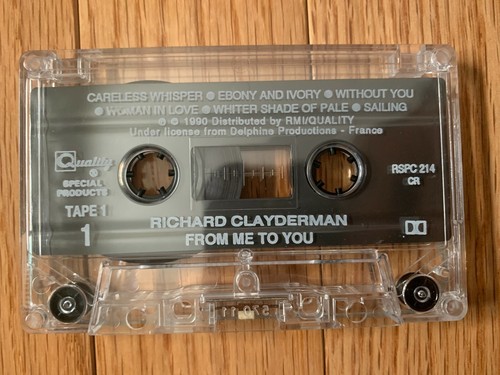 CARELESS WHISPER ● EBONY AND IVORY ● WITHOUT YOU
● WOMAN IN LOVE ● WHITER SHADE OF PALE ● SAILING
℗ © 1990 Distributed by RMI/QUALITY
Under license from Delphine Productions - France
Quality
®
SPECIAL
PRODUCTS
RSPC 214
CR
TAPE 1
1
RICHARD CLAYDERMAN
FROM ME TO YOU